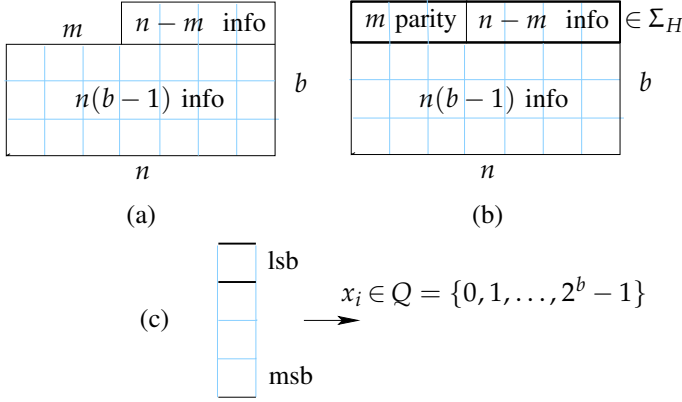 m
n − m info
n(b − 1) info
b
n
(a)
m parity
n − m info
∈ Σ_H
n(b − 1) info
b
n
(b)
(c)
lsb
msb
x_i ∈ Q = {0, 1, . . . , 2^b − 1}